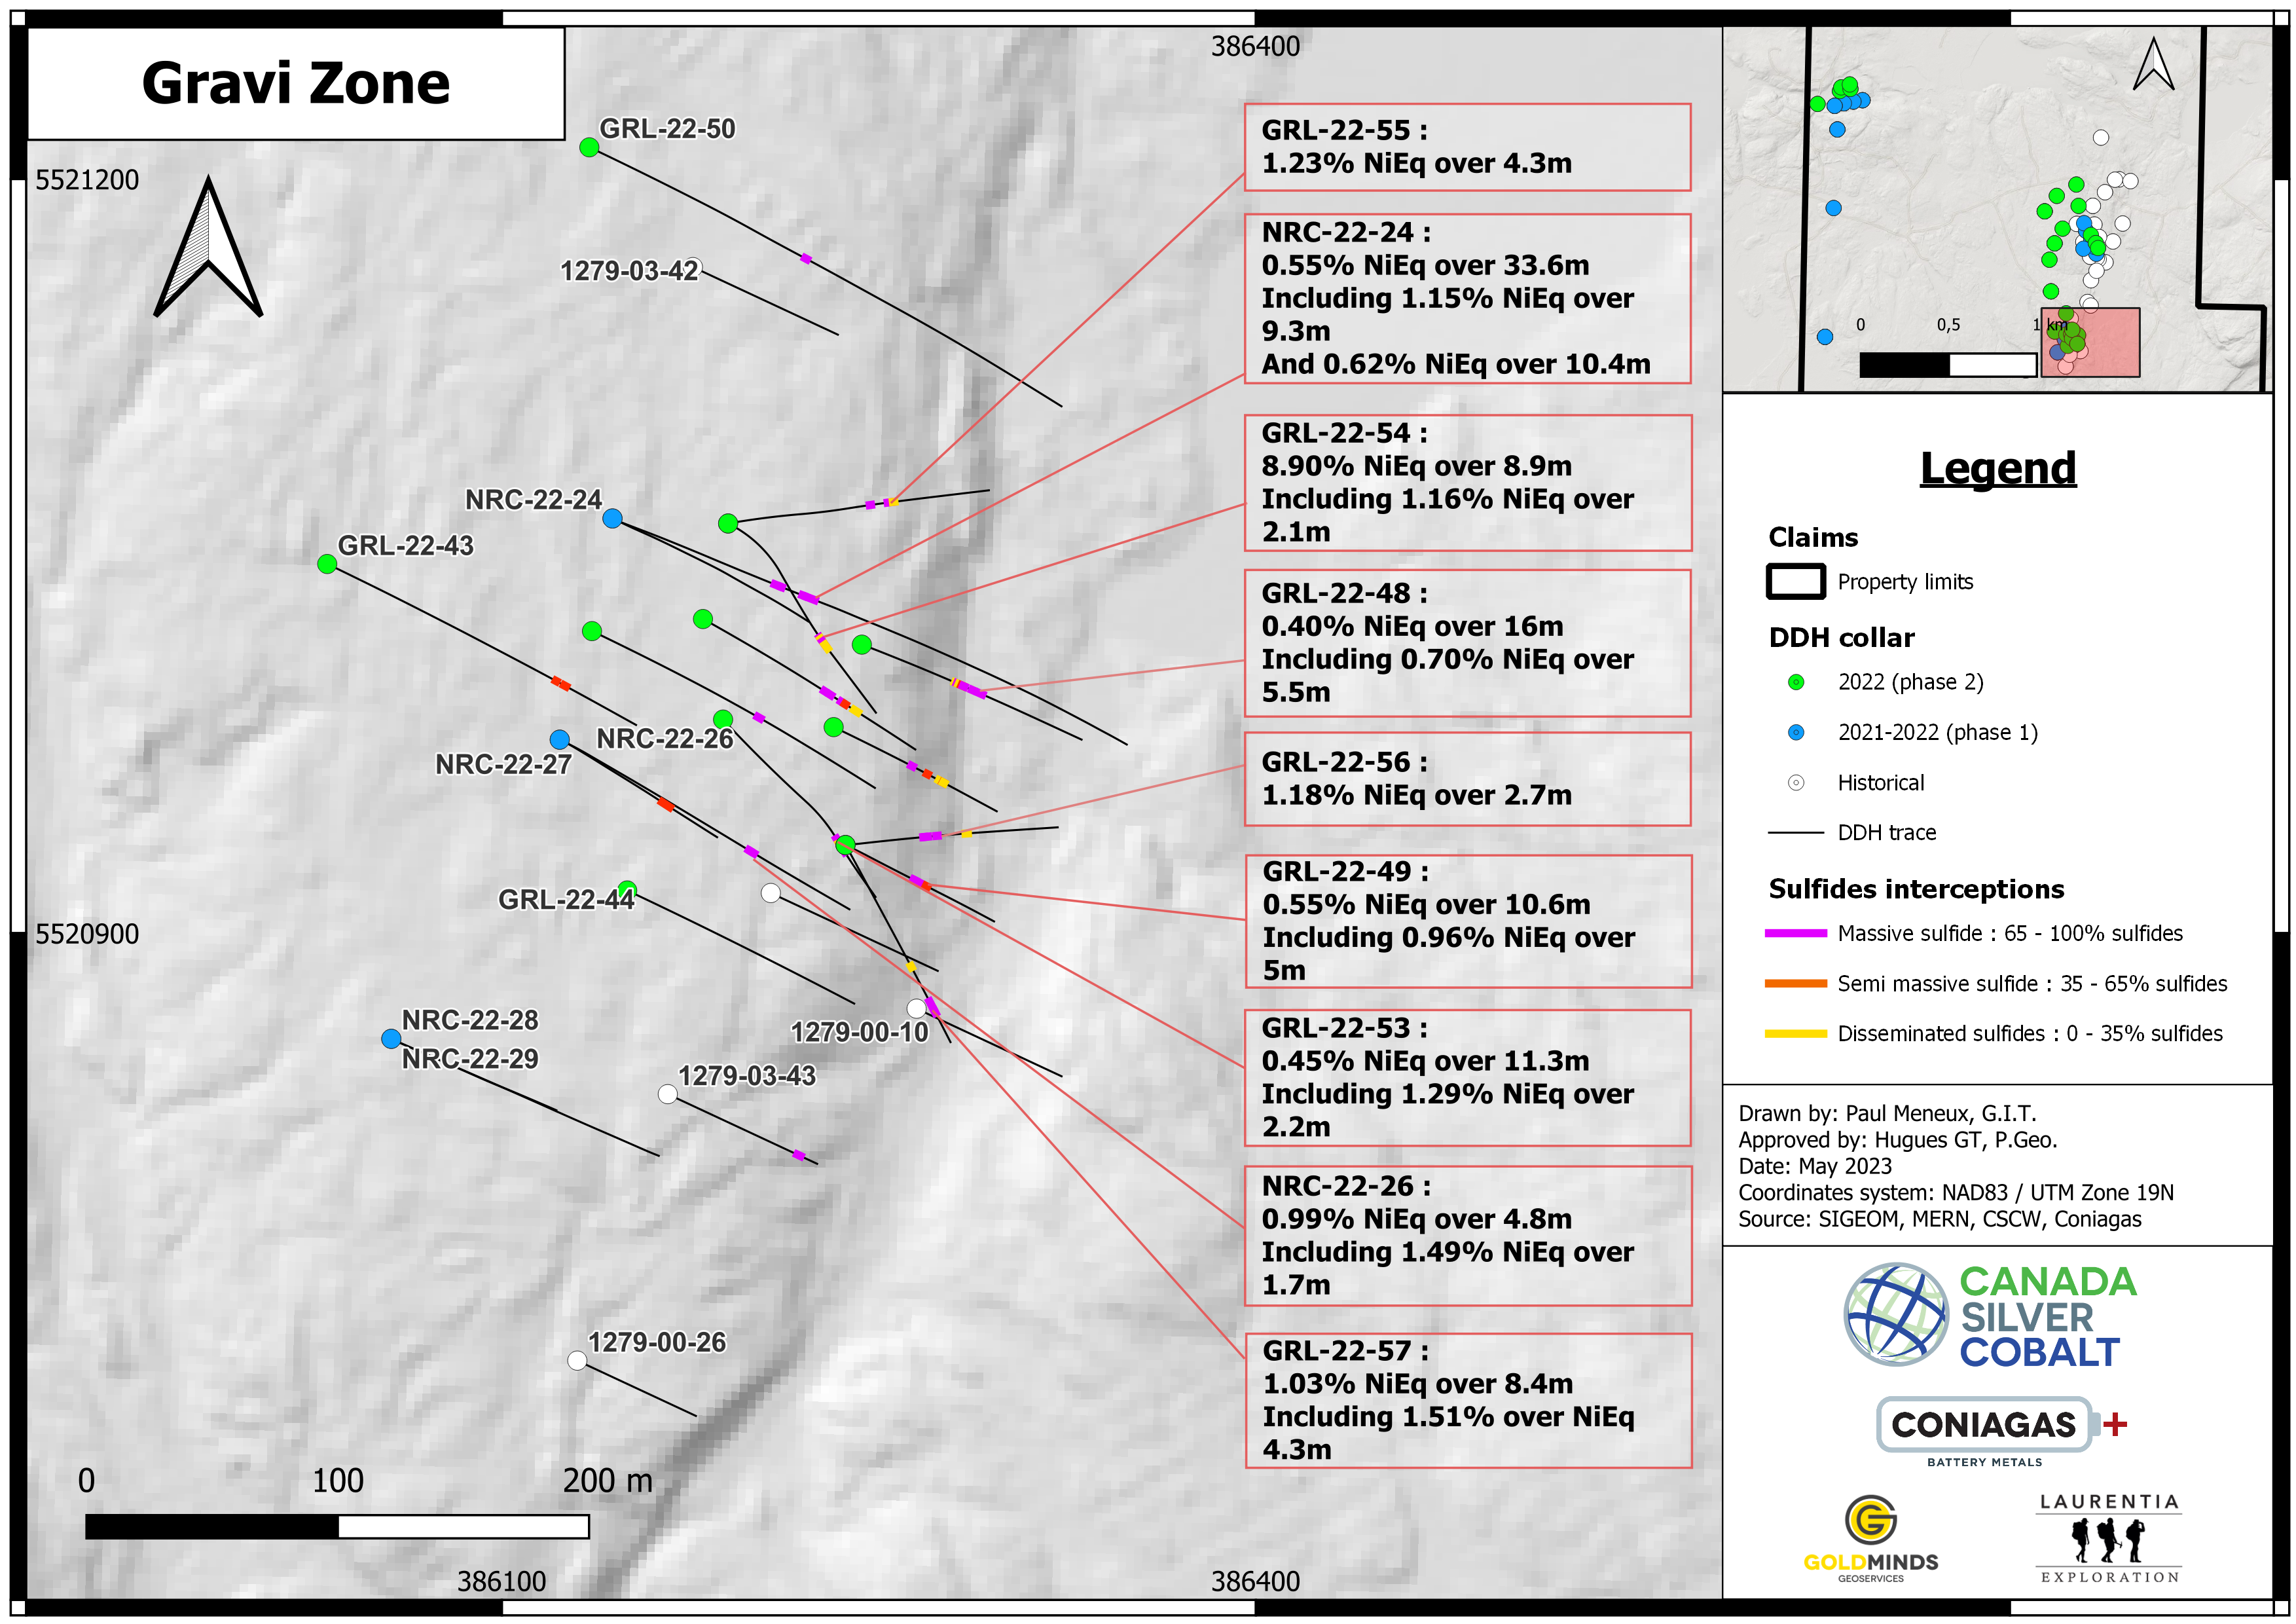 Gravi Zone
386400
5521200
5520900
386100
386400
GRL-22-50
1279-03-42
NRC-22-24
GRL-22-43
NRC-22-26
NRC-22-27
GRL-22-44
1279-00-10
NRC-22-28
NRC-22-29
1279-03-43
1279-00-26
0
100
200 m
GRL-22-55 :
1.23% NiEq over 4.3m
NRC-22-24 :
0.55% NiEq over 33.6m
Including 1.15% NiEq over
9.3m
And 0.62% NiEq over 10.4m
GRL-22-54 :
8.90% NiEq over 8.9m
Including 1.16% NiEq over
2.1m
GRL-22-48 :
0.40% NiEq over 16m
Including 0.70% NiEq over
5.5m
GRL-22-56 :
1.18% NiEq over 2.7m
GRL-22-49 :
0.55% NiEq over 10.6m
Including 0.96% NiEq over
5m
GRL-22-53 :
0.45% NiEq over 11.3m
Including 1.29% NiEq over
2.2m
NRC-22-26 :
0.99% NiEq over 4.8m
Including 1.49% NiEq over
1.7m
GRL-22-57 :
1.03% NiEq over 8.4m
Including 1.51% over NiEq
4.3m
0
0,5
1 km
Legend
Claims
Property limits
DDH collar
2022 (phase 2)
2021-2022 (phase 1)
Historical
DDH trace
Sulfides interceptions
Massive sulfide : 65 - 100% sulfides
Semi massive sulfide : 35 - 65% sulfides
Disseminated sulfides : 0 - 35% sulfides
Drawn by: Paul Meneux, G.I.T.
Approved by: Hugues GT, P.Geo.
Date: May 2023
Coordinates system: NAD83 / UTM Zone 19N
Source: SIGEOM, MERN, CSCW, Coniagas
CANADA
SILVER
COBALT
CONIAGAS +
BATTERY METALS
G
GOLDMINDS
GEOSERVICES
LAURENTIA
EXPLORATION